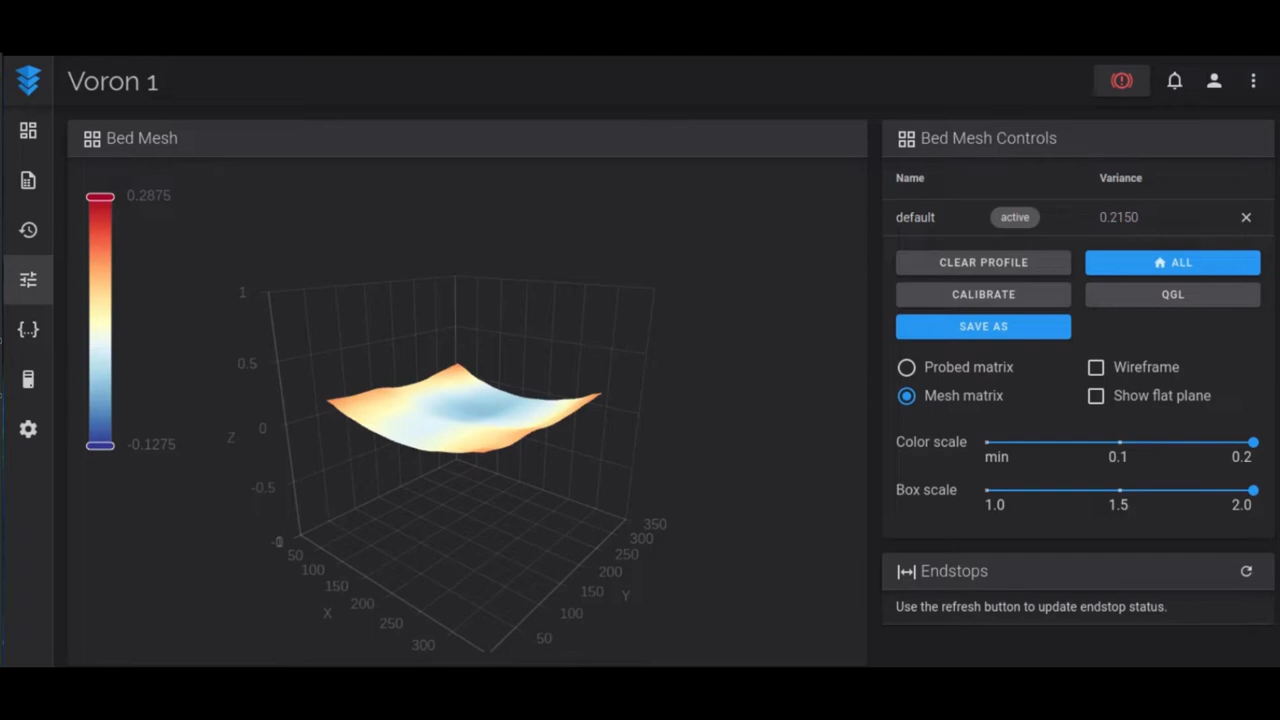 Voron 1
Bed Mesh
0.2875
-0.1275
1
0.5
0
-0.5
Z
50
100
150
200
250
300
X
50
100
150
200
250
300
350
Y
Bed Mesh Controls
Name Variance
default active 0.2150
CLEAR PROFILE ALL
CALIBRATE QGL
SAVE AS
Probed matrix Wireframe
Mesh matrix Show flat plane
Color scale min 0.1 0.2
Box scale 1.0 1.5 2.0
Endstops
Use the refresh button to update endstop status.